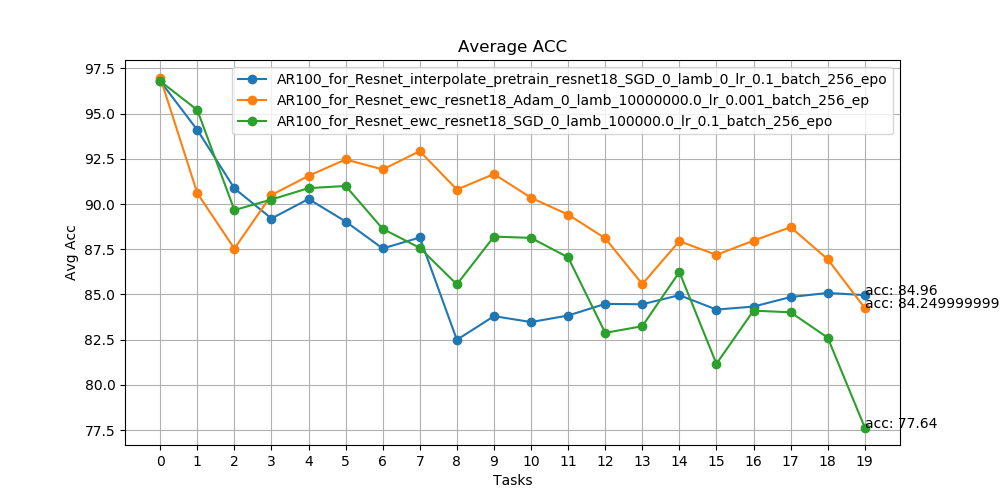 Average ACC
97.5
95.0
92.5
90.0
87.5
85.0
82.5
80.0
77.5
Avg Acc
AR100_for_Resnet_interpolate_pretrain_resnet18_SGD_0_lamb_0_lr_0.1_batch_256_epo
AR100_for_Resnet_ewc_resnet18_Adam_0_lamb_10000000.0_lr_0.001_batch_256_ep
AR100_for_Resnet_ewc_resnet18_SGD_0_lamb_100000.0_lr_0.1_batch_256_epo
acc: 84.96
acc: 84.249999999
acc: 77.64
0 1 2 3 4 5 6 7 8 9 10 11 12 13 14 15 16 17 18 19
Tasks